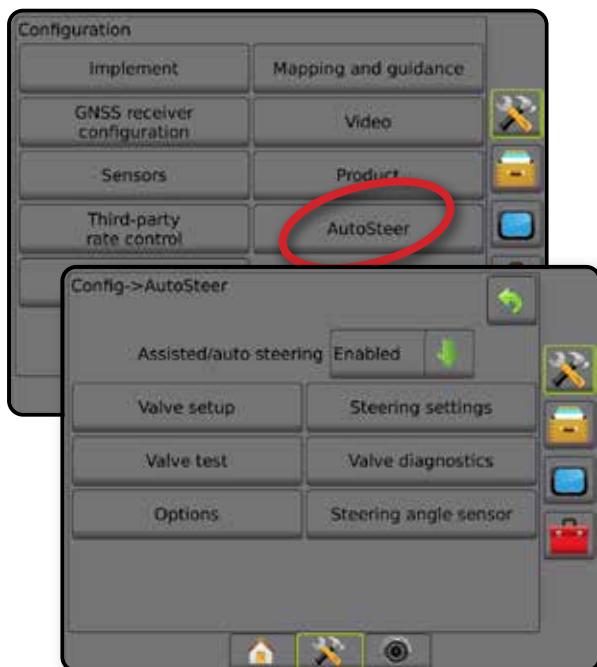 Configuration
Implement
Mapping and guidance
GNSS receiver
configuration
Video
Sensors
Product
Third-party
rate control
AutoSteer
Config->AutoSteer
Assisted/auto steering
Enabled
Valve setup
Steering settings
Valve test
Valve diagnostics
Options
Steering angle sensor